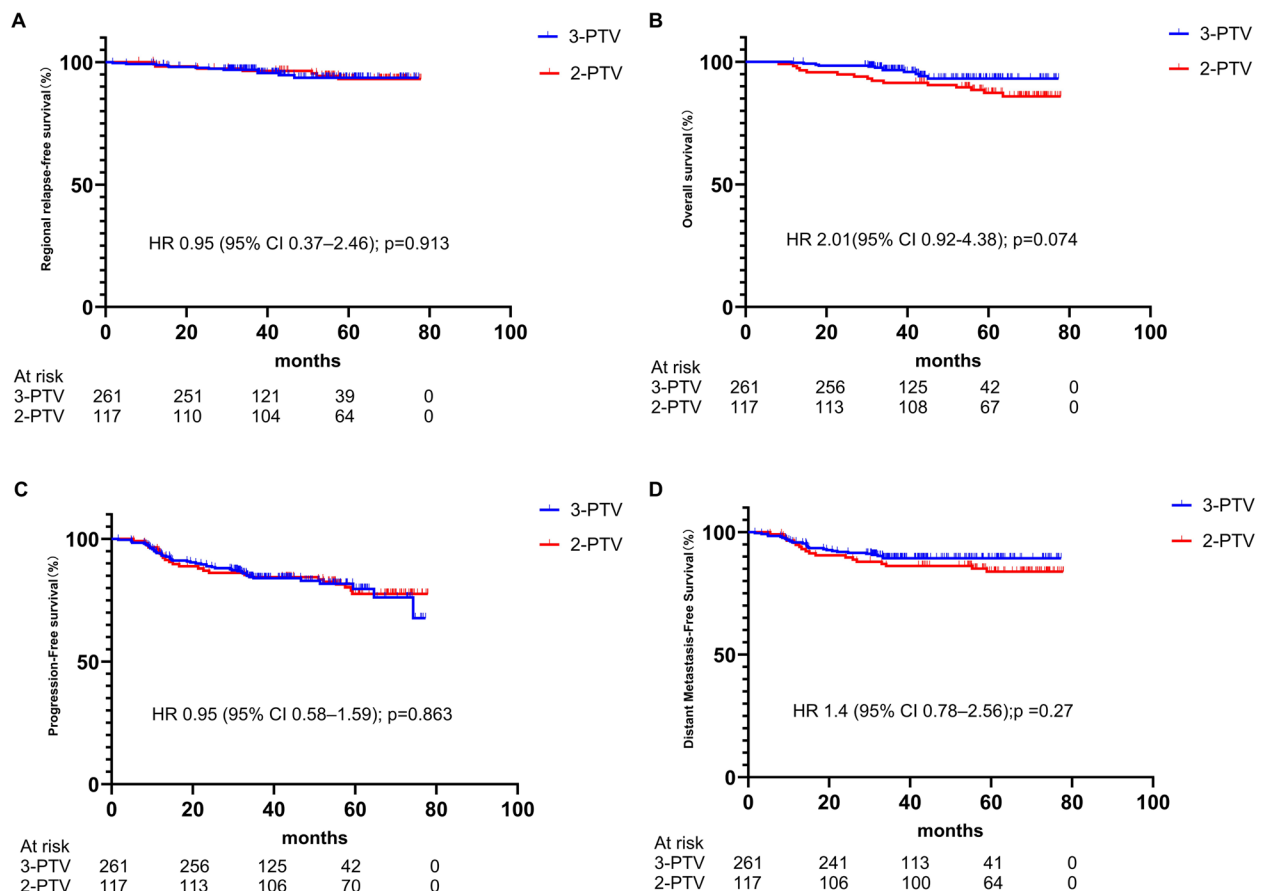 A
3-PTV
2-PTV
Regional relapse-free survival(%)
100
50
0
HR 0.95 (95% CI 0.37–2.46); p=0.913
0 20 40 60 80 100
months
At risk
3-PTV 261 251 121 39 0
2-PTV 117 110 104 64 0
B
3-PTV
2-PTV
Overall survival(%)
100
50
0
HR 2.01(95% CI 0.92-4.38); p=0.074
0 20 40 60 80 100
months
At risk
3-PTV 261 256 125 42 0
2-PTV 117 113 108 67 0
C
3-PTV
2-PTV
Progression-Free survival(%)
100
50
0
HR 0.95 (95% CI 0.58–1.59); p=0.863
0 20 40 60 80 100
months
At risk
3-PTV 261 256 125 42 0
2-PTV 117 113 106 70 0
D
3-PTV
2-PTV
Distant Metastasis-Free Survival(%)
100
50
0
HR 1.4 (95% CI 0.78–2.56);p =0.27
0 20 40 60 80 100
months
At risk
3-PTV 261 241 113 41 0
2-PTV 117 106 100 64 0